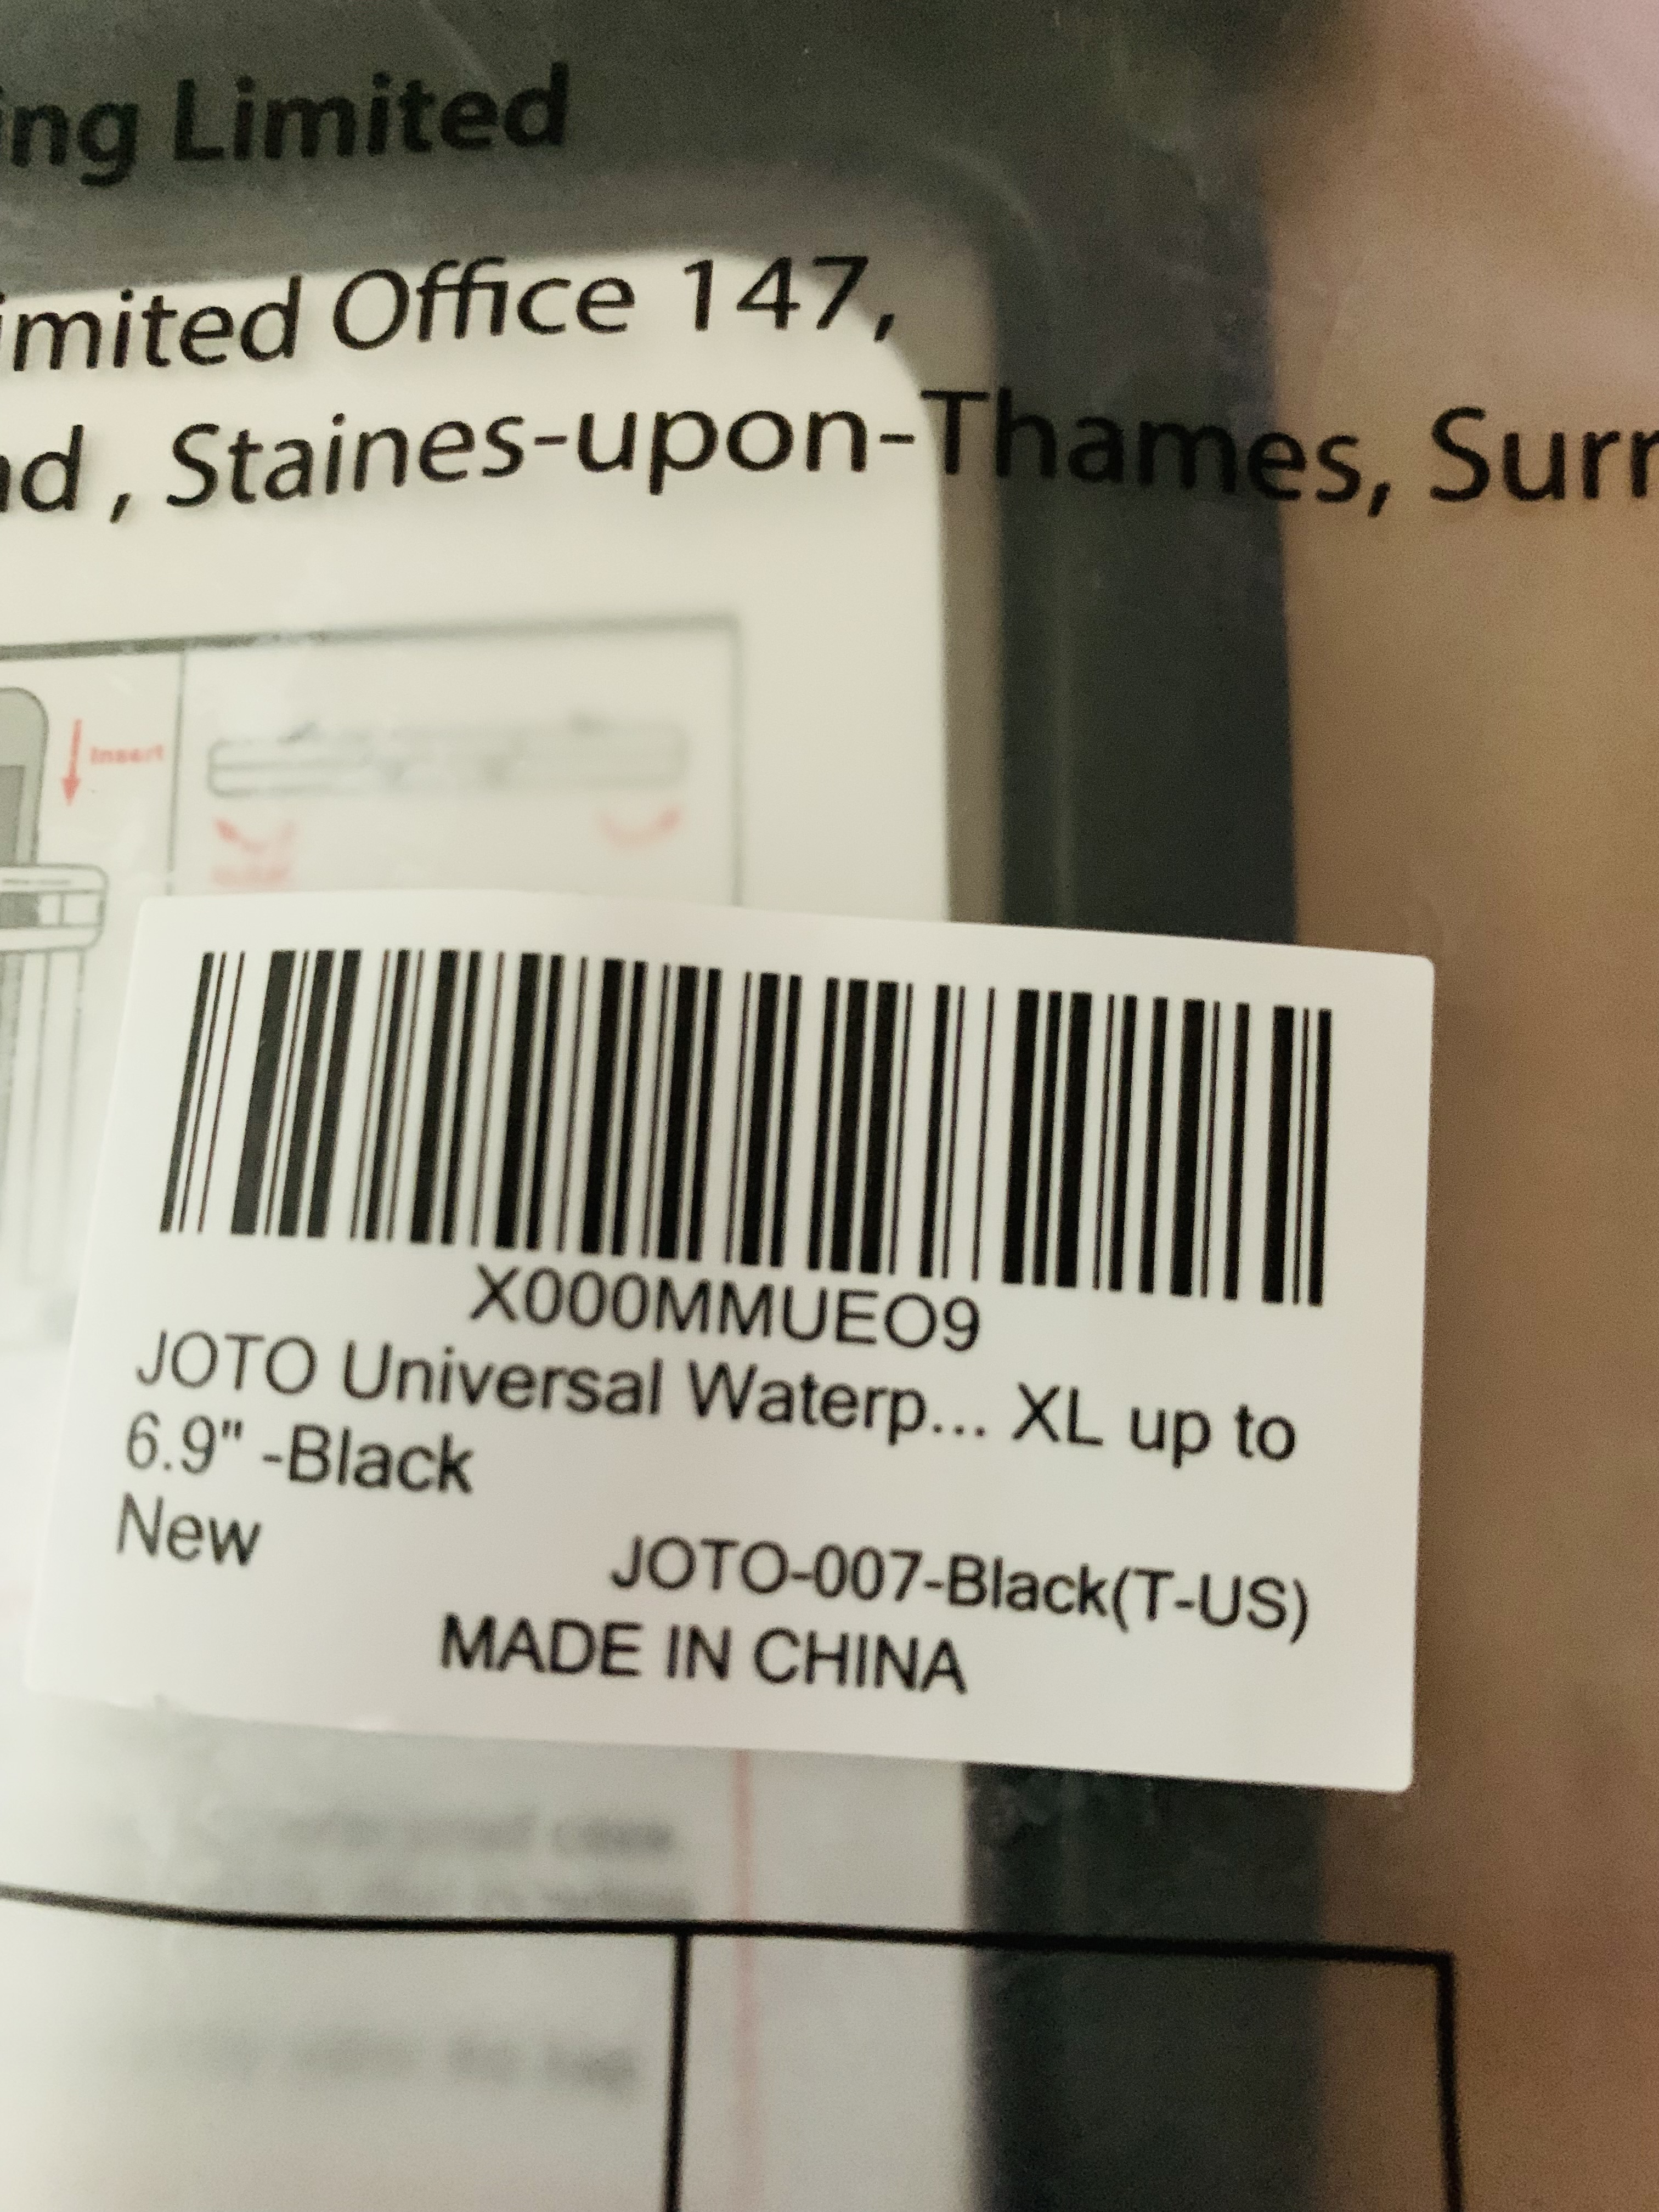 ing Limited
imited Office 147,
d , Staines-upon-Thames, Surr
Insert
X000MMUEO9
JOTO Universal Waterp... XL up to
6.9" -Black
New
JOTO-007-Black(T-US)
MADE IN CHINA